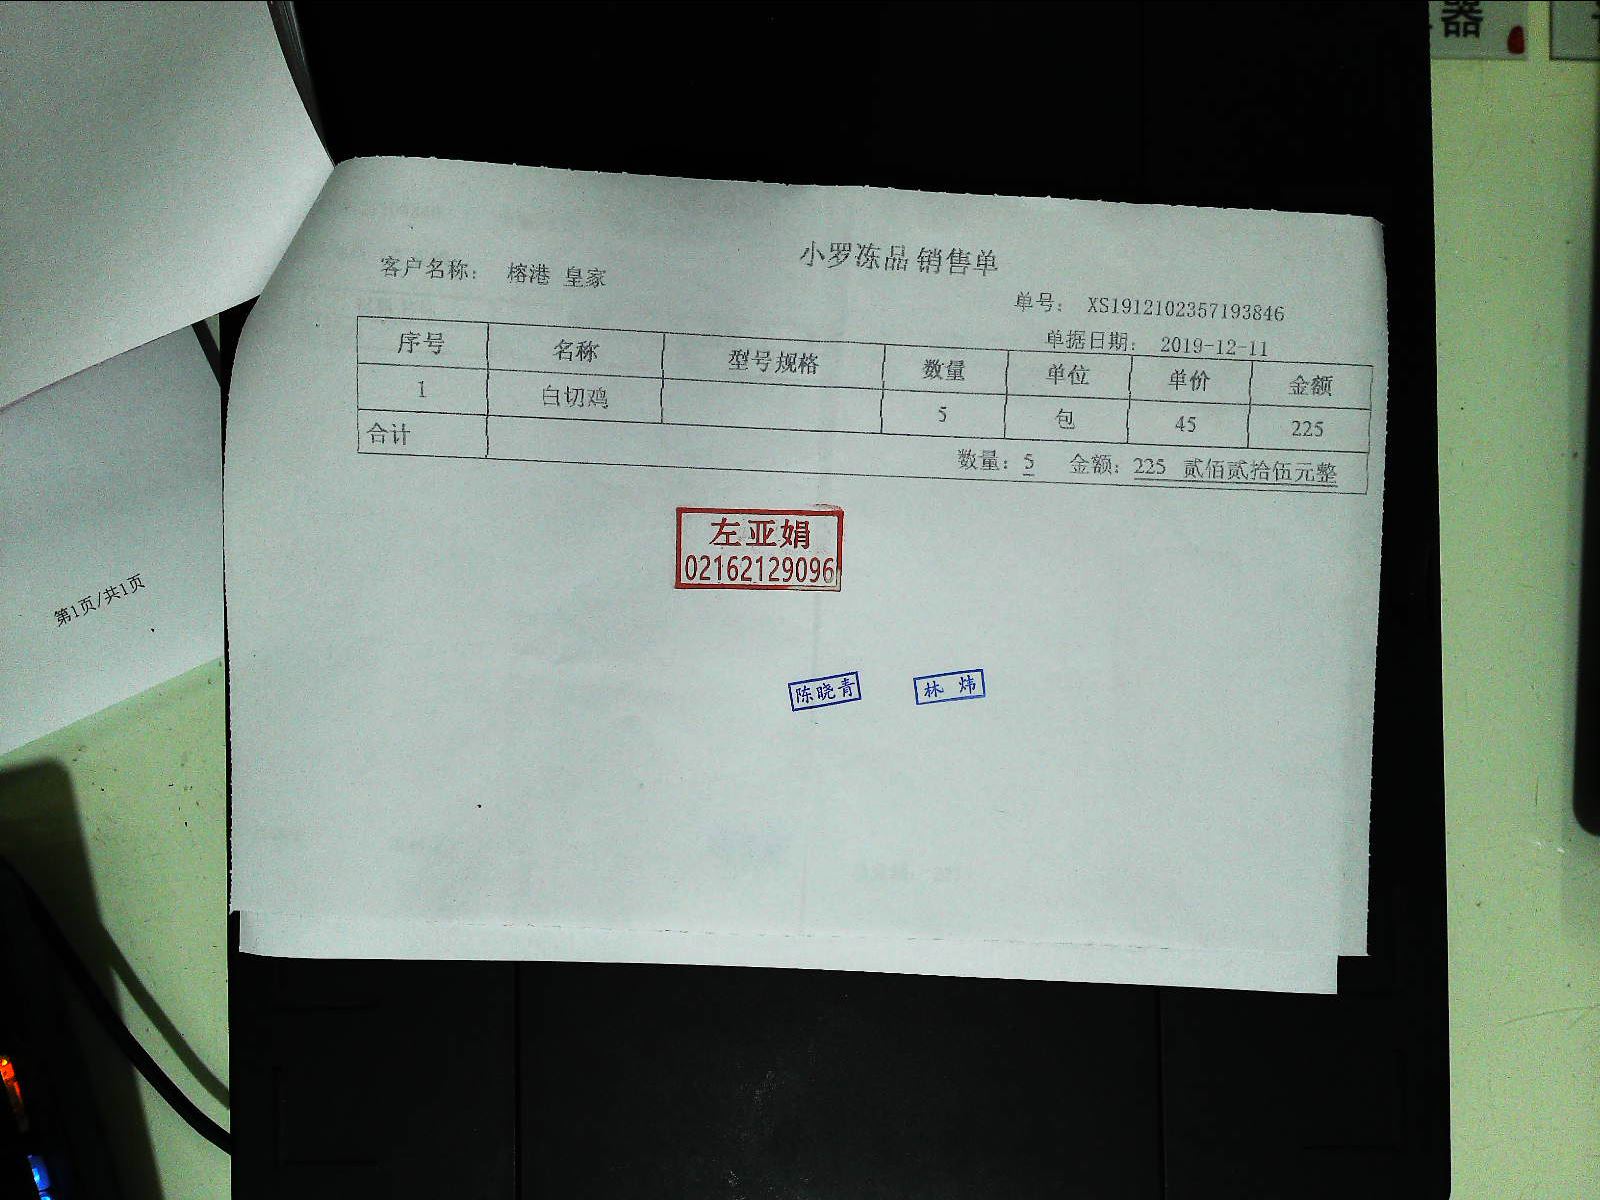 器
小罗冻品 销售单
客户名称： 榕港 皇家
单号： XS1912102357193846
单据日期： 2019-12-11
序号 名称 型号规格 数量 单位 单价 金额
1 白切鸡 5 包 45 225
合计 数量：5 金额：225 贰佰贰拾伍元整
左亚娟
02162129096
陈晓青 林 炜
第1页/共1页